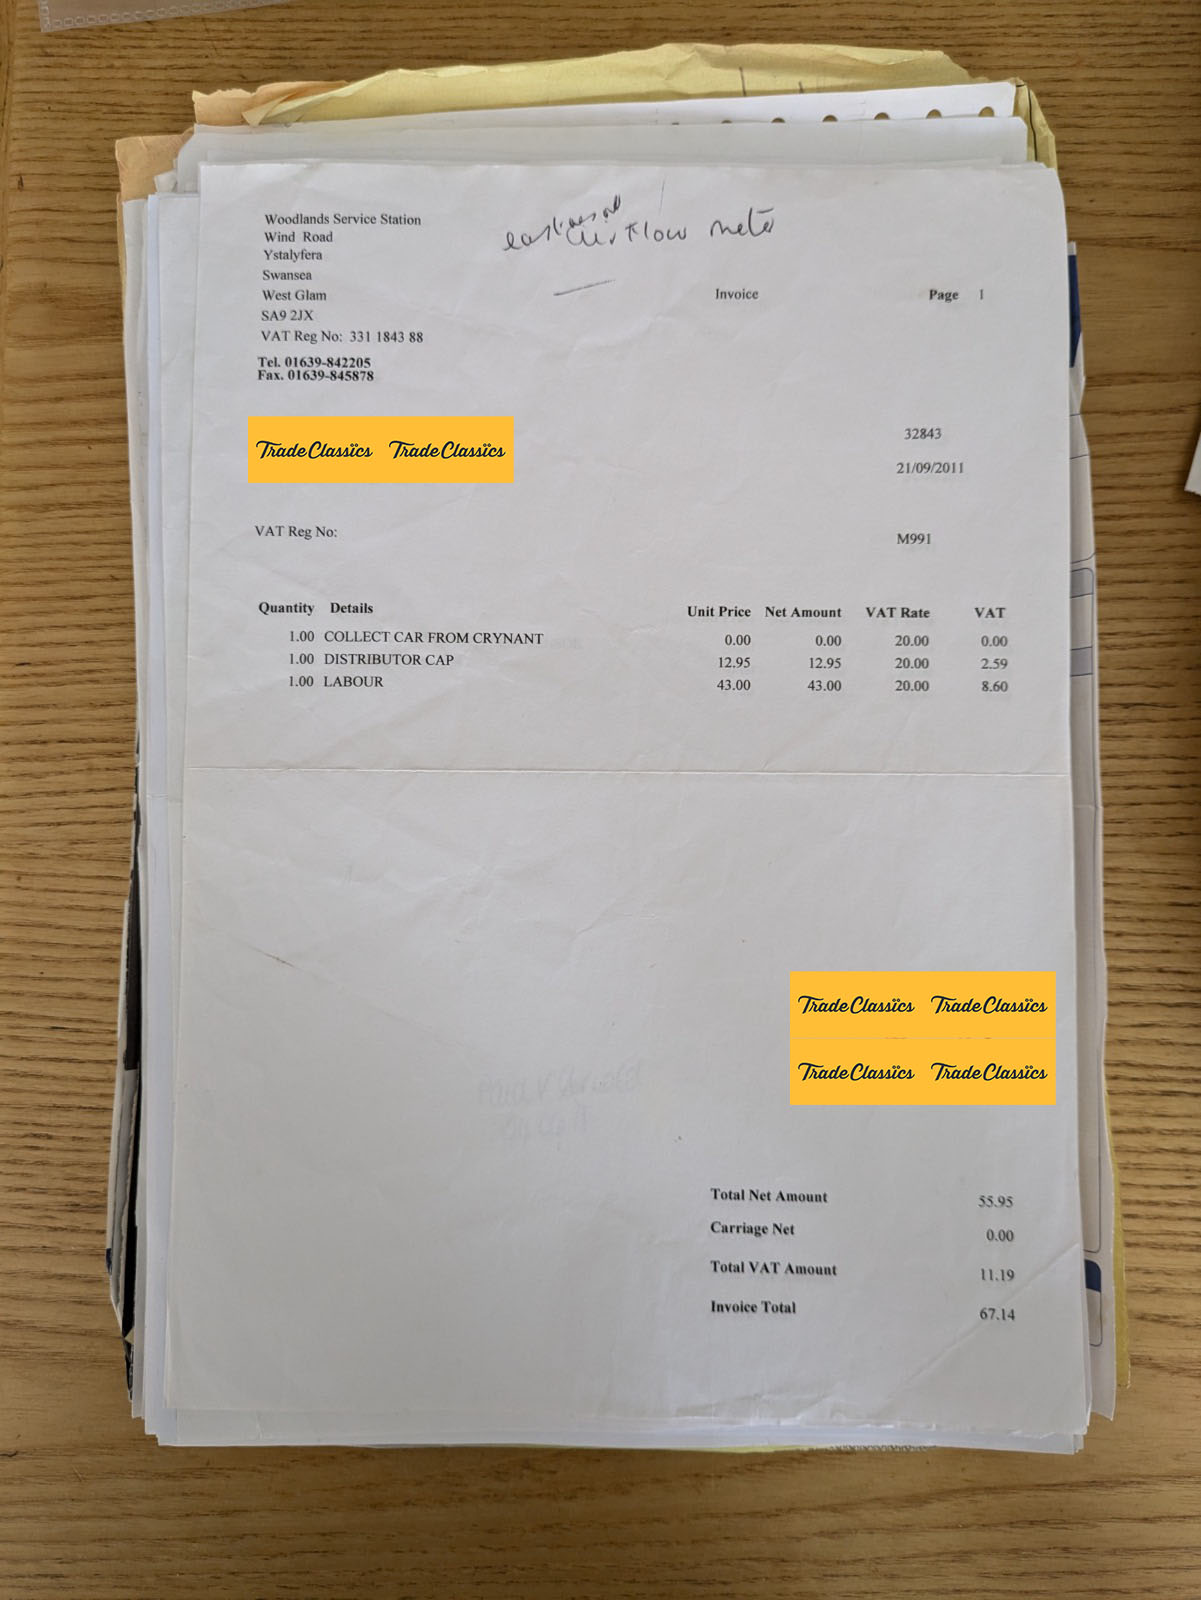 Woodlands Service Station
Wind Road
Ystalyfera
Swansea
West Glam
SA9 2JX
VAT Reg No: 331 1843 88
Tel. 01639-842205
Fax. 01639-845878
air flow meter
Invoice Page 1
TradeClassics TradeClassics
32843
21/09/2011
VAT Reg No:
M991
Quantity Details Unit Price Net Amount VAT Rate VAT
1.00 COLLECT CAR FROM CRYNANT 0.00 0.00 20.00 0.00
1.00 DISTRIBUTOR CAP 12.95 12.95 20.00 2.59
1.00 LABOUR 43.00 43.00 20.00 8.60
TradeClassics TradeClassics
TradeClassics TradeClassics
Total Net Amount 55.95
Carriage Net 0.00
Total VAT Amount 11.19
Invoice Total 67.14